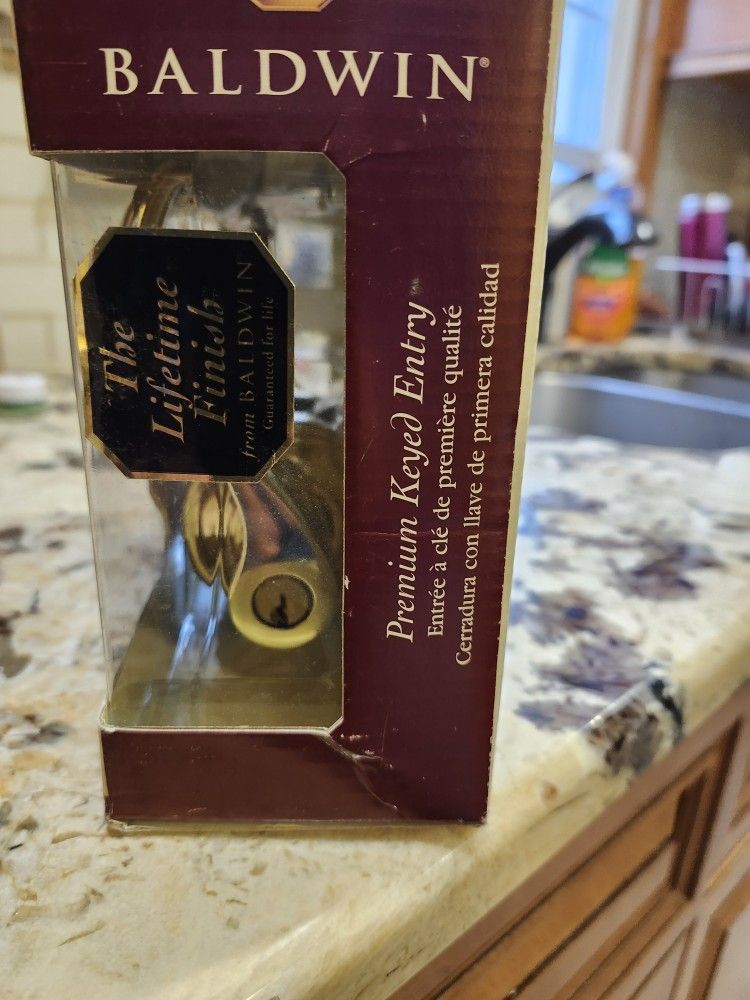 BALDWIN®
The
Lifetime
Finish
from BALDWIN
Guaranteed for life
Premium Keyed Entry
Entrée à clé de première qualité
Cerradura con llave de primera calidad